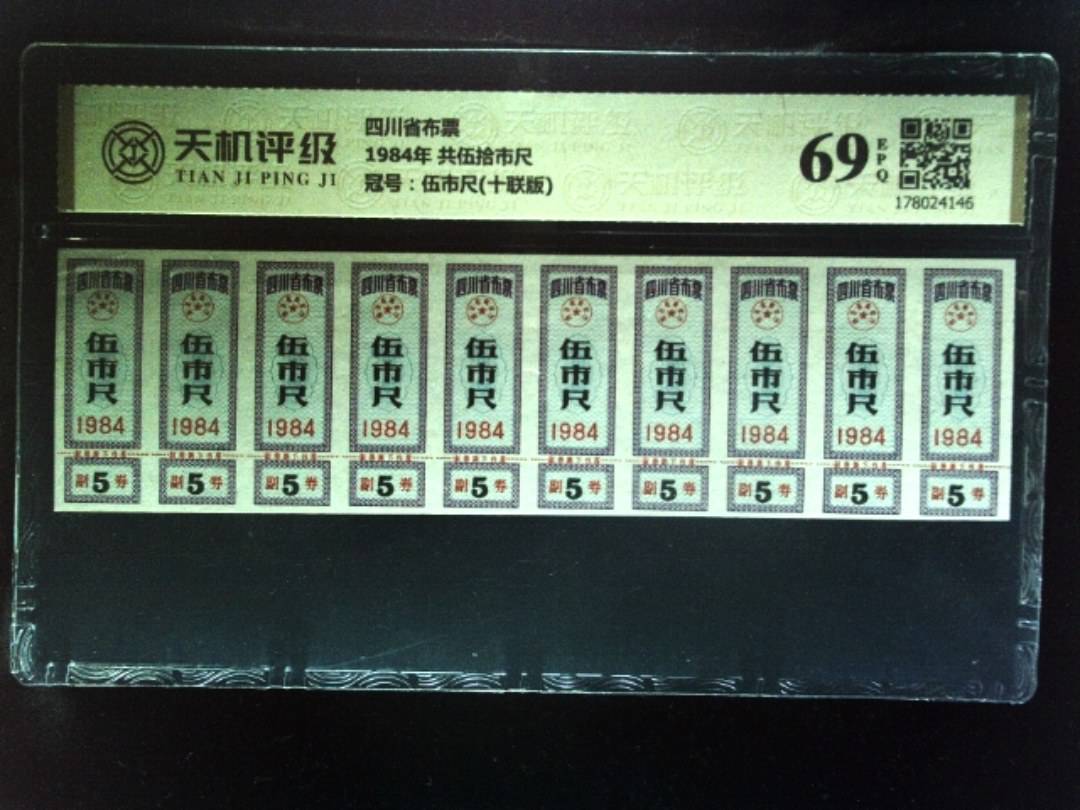 天机评级
TIAN JI PING JI
四川省布票
1984年 共伍拾市尺
冠号：伍市尺(十联版)
69
EPQ
178024146
四川省布票 四川省布票 四川省布票 四川省布票 四川省布票 四川省布票 四川省布票 四川省布票 四川省布票 四川省布票
伍市尺 伍市尺 伍市尺 伍市尺 伍市尺 伍市尺 伍市尺 伍市尺 伍市尺 伍市尺
1984 1984 1984 1984 1984 1984 1984 1984 1984 1984
副5券 副5券 副5券 副5券 副5券 副5券 副5券 副5券 副5券 副5券